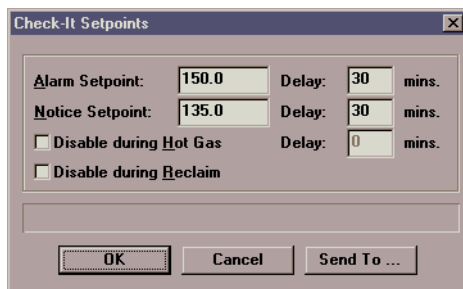 Check-It Setpoints
Alarm Setpoint: 150.0 Delay: 30 mins.
Notice Setpoint: 135.0 Delay: 30 mins.
Disable during Hot Gas Delay: 0 mins.
Disable during Reclaim
OK Cancel Send To ...